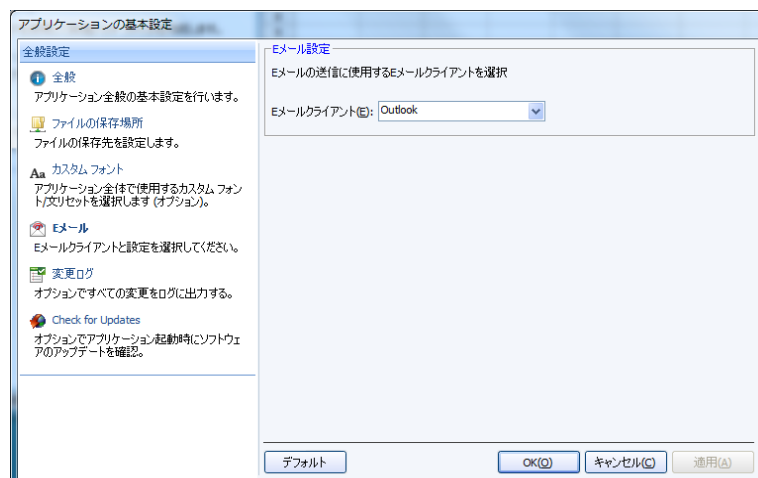 アプリケーションの基本設定
全般設定
全般
アプリケーション全般の基本設定を行います。
ファイルの保存場所
ファイルの保存先を設定します。
Aa カスタム フォント
アプリケーション全体で使用するカスタム フォン
ト/文リセットを選択します (オプション)。
Eメール
Eメールクライアントと設定を選択してください。
変更ログ
オプションですべての変更をログに出力する。
Check for Updates
オプションでアプリケーション起動時にソフトウェ
アのアップデートを確認。
Eメール設定
Eメールの送信に使用するEメールクライアントを選択
Eメールクライアント(E): Outlook
デフォルト
OK(O)
キャンセル(C)
適用(A)